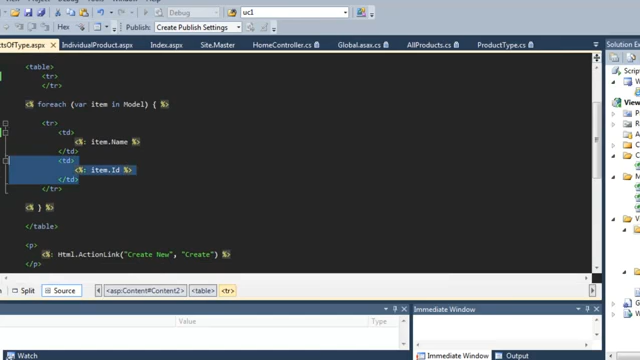 Debug
uc1
Hex
Publish: Create Publish Settings
ctsOfType.aspx IndividualProduct.aspx Index.aspx Site.Master HomeController.cs Global.asax.cs AllProducts.cs ProductType.cs
Solution Ex
<table>
<tr>
</tr>
<% foreach (var item in Model) { %>
<tr>
<td>
<%: item.Name %>
</td>
<td>
<%: item.Id %>
</td>
</tr>
<% } %>
</table>
<p>
<%: Html.ActionLink("Create New", "Create") %>
</p>
Script
View
Split Source <asp:Content#Content2> <table> <tr>
Value Type
Immediate Window
Watch
Immediate Window Output